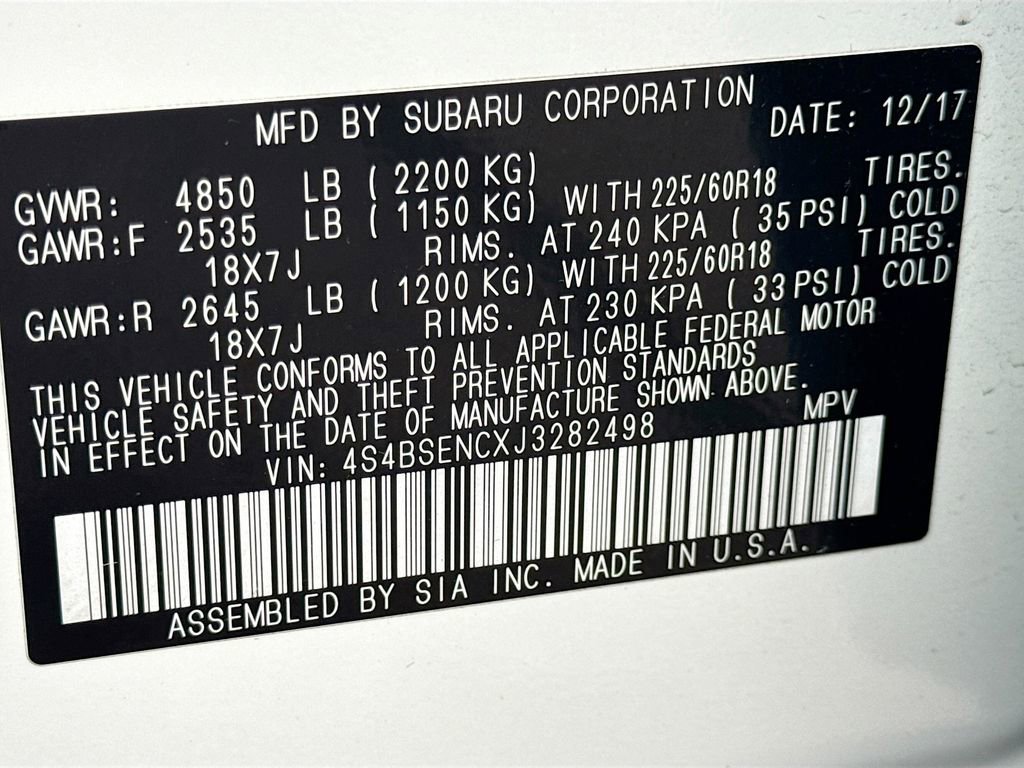 MFD BY SUBARU CORPORATION DATE: 12/17
GVWR: 4850 LB ( 2200 KG)
GAWR:F 2535 LB ( 1150 KG) WITH 225/60R18 TIRES.
18X7J RIMS. AT 240 KPA ( 35 PSI) COLD
GAWR:R 2645 LB ( 1200 KG) WITH 225/60R18 TIRES.
18X7J RIMS. AT 230 KPA ( 33 PSI) COLD
THIS VEHICLE CONFORMS TO ALL APPLICABLE FEDERAL MOTOR
VEHICLE SAFETY AND THEFT PREVENTION STANDARDS
IN EFFECT ON THE DATE OF MANUFACTURE SHOWN ABOVE.
VIN: 4S4BSENCXJ3282498 MPV
ASSEMBLED BY SIA INC. MADE IN U.S.A.